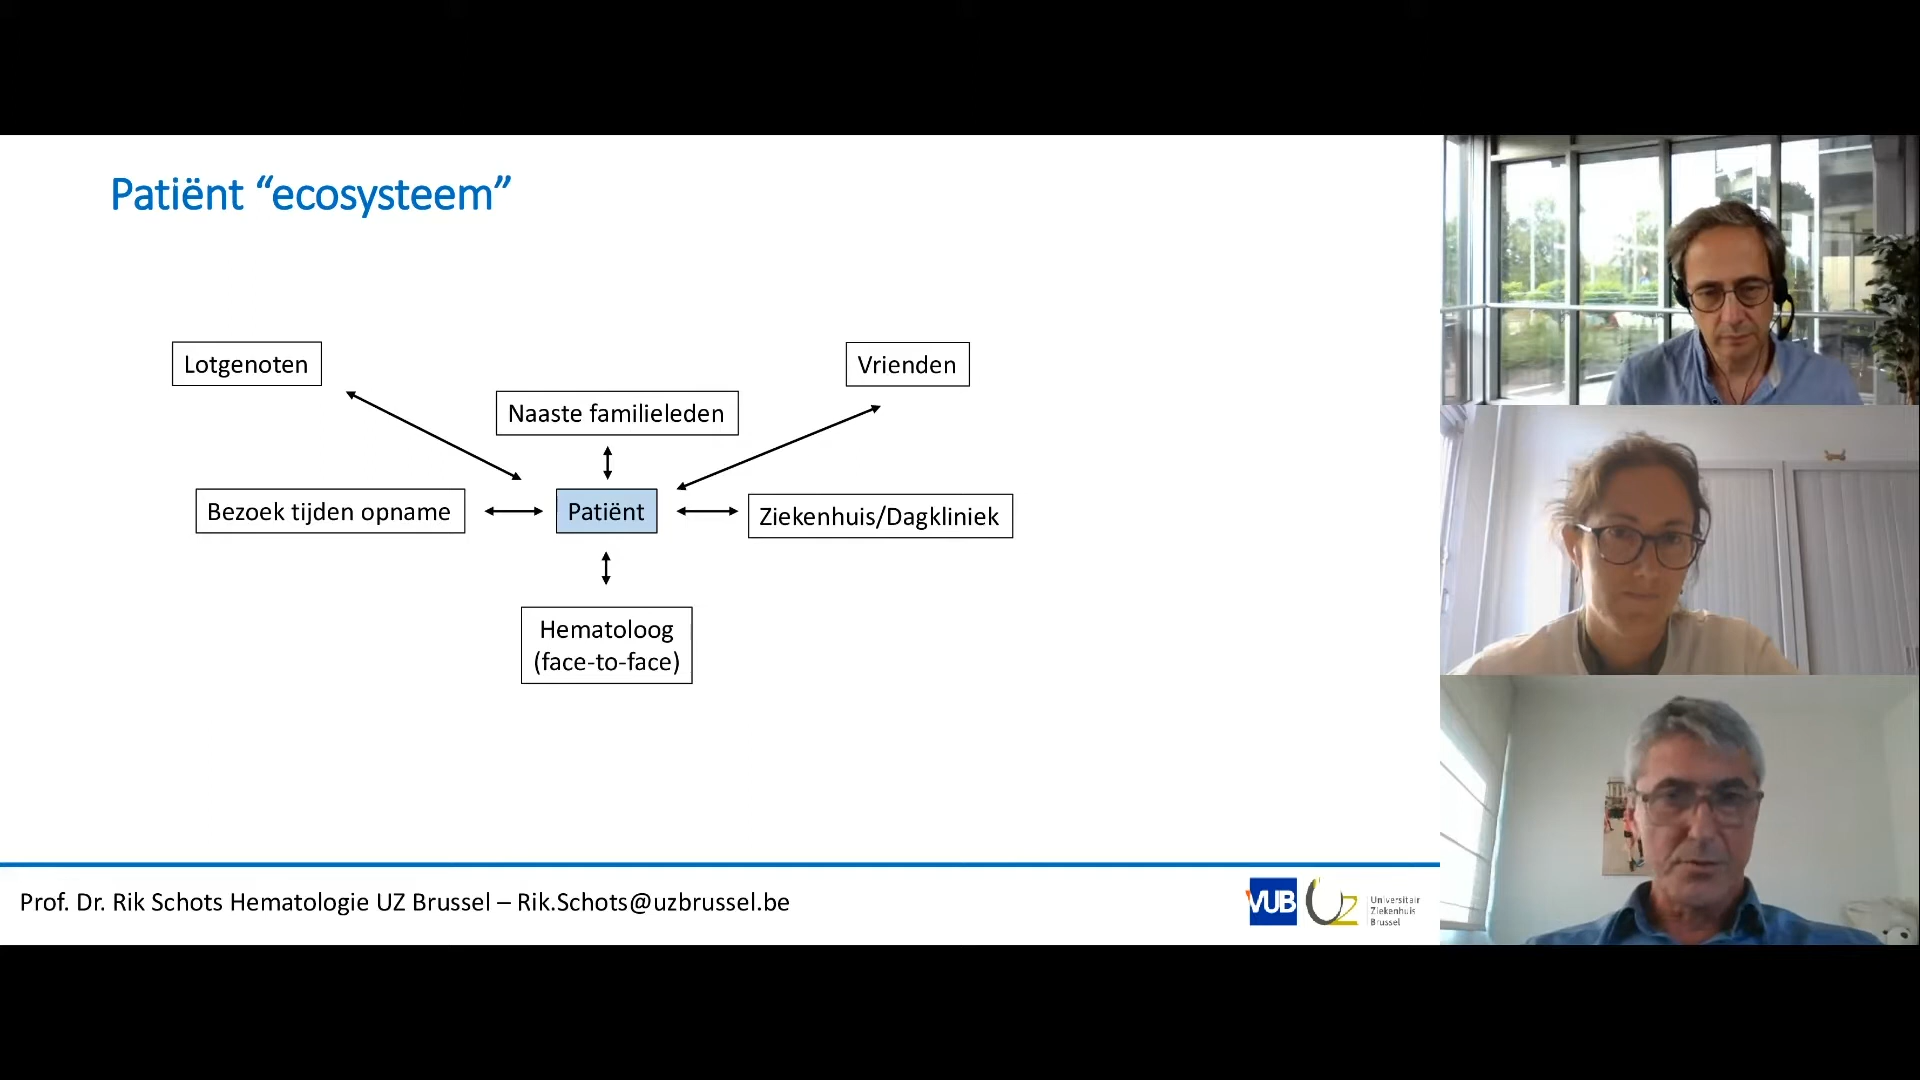 Patiënt “ecosysteem”
Lotgenoten
Vrienden
Naaste familieleden
Bezoek tijden opname
Patiënt
Ziekenhuis/Dagkliniek
Hematoloog
(face-to-face)
Prof. Dr. Rik Schots Hematologie UZ Brussel – Rik.Schots@uzbrussel.be
VUB
UZ
Universitair
Ziekenhuis
Brussel